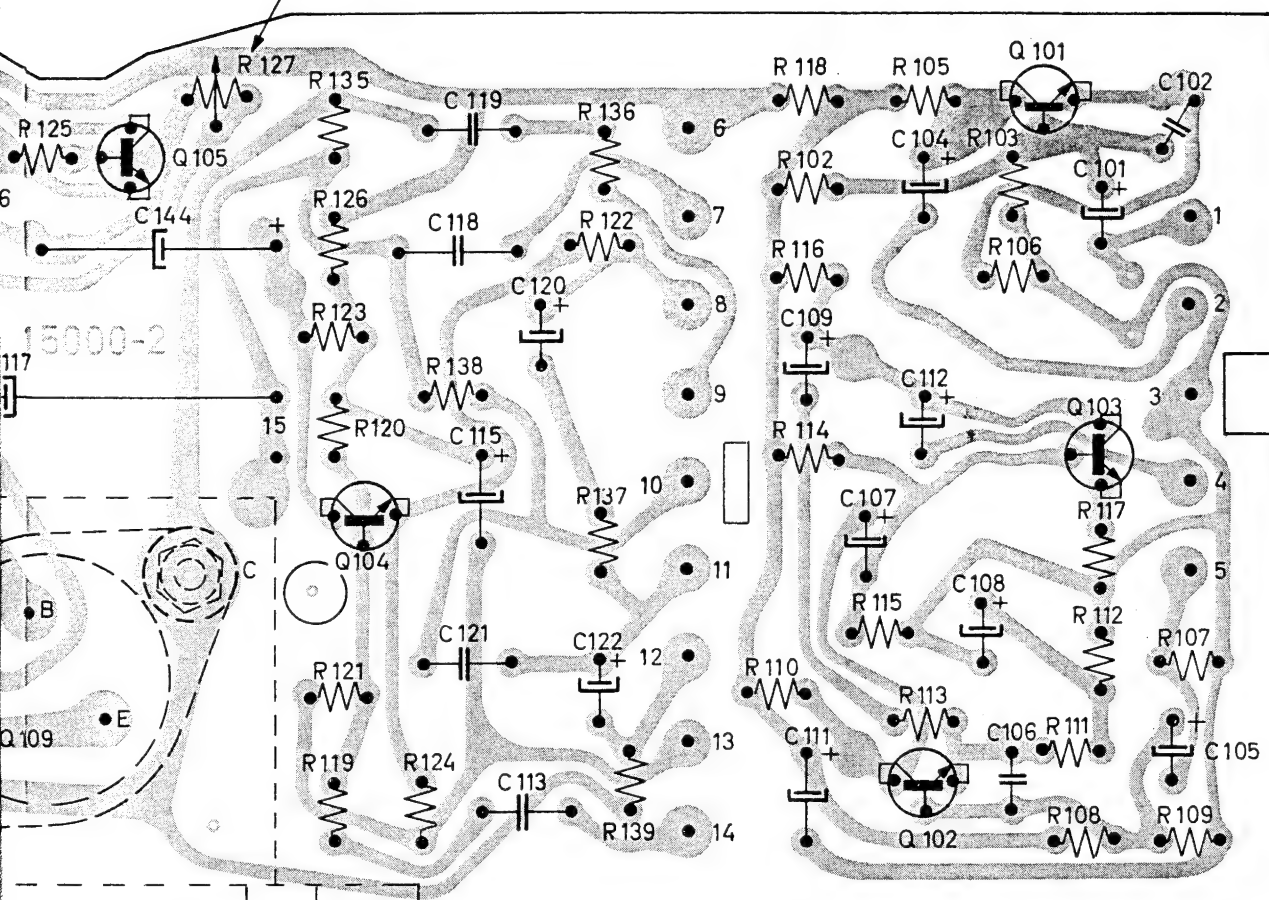 Q 101
R 127
R 135
R 118
R 105
C 102
C 119
R 136
6
R 125
Q 105
C 104 +
R 103
R 102
C 101
+
R 126
6
C 144
+
C 118
R 122
7
1
R 116
R 106
C 120
+
8
2
R 123
C 109
+
15000-2
117
R 138
9
C 112
+
3
Q 103
15
R 120
C 115
+
R 114
10
R 137
C 107
+
4
R 117
Q 104
C
11
5
B
C 108
+
R 115
R 112
C 121
C 122
+
12
R 107
R 121
R 110
E
R 113
Q 109
13
C 111
+
C 106
R 111
+
C 105
R 119
R 124
C 113
R 139
14
Q 102
R 108
R 109